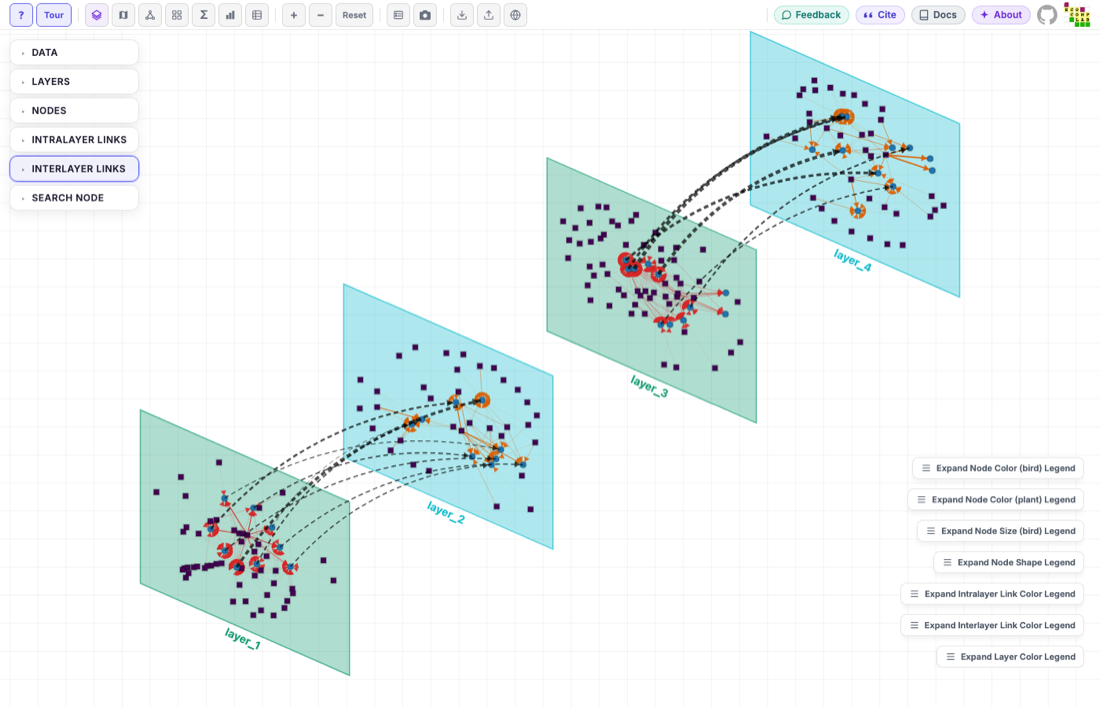 ?
Tour
Σ
+
−
Reset
Feedback
Cite
Docs
About
DATA
LAYERS
NODES
INTRALAYER LINKS
INTERLAYER LINKS
SEARCH NODE
layer_4
layer_3
layer_2
layer_1
Expand Node Color (bird) Legend
Expand Node Color (plant) Legend
Expand Node Size (bird) Legend
Expand Node Shape Legend
Expand Intralayer Link Color Legend
Expand Interlayer Link Color Legend
Expand Layer Color Legend